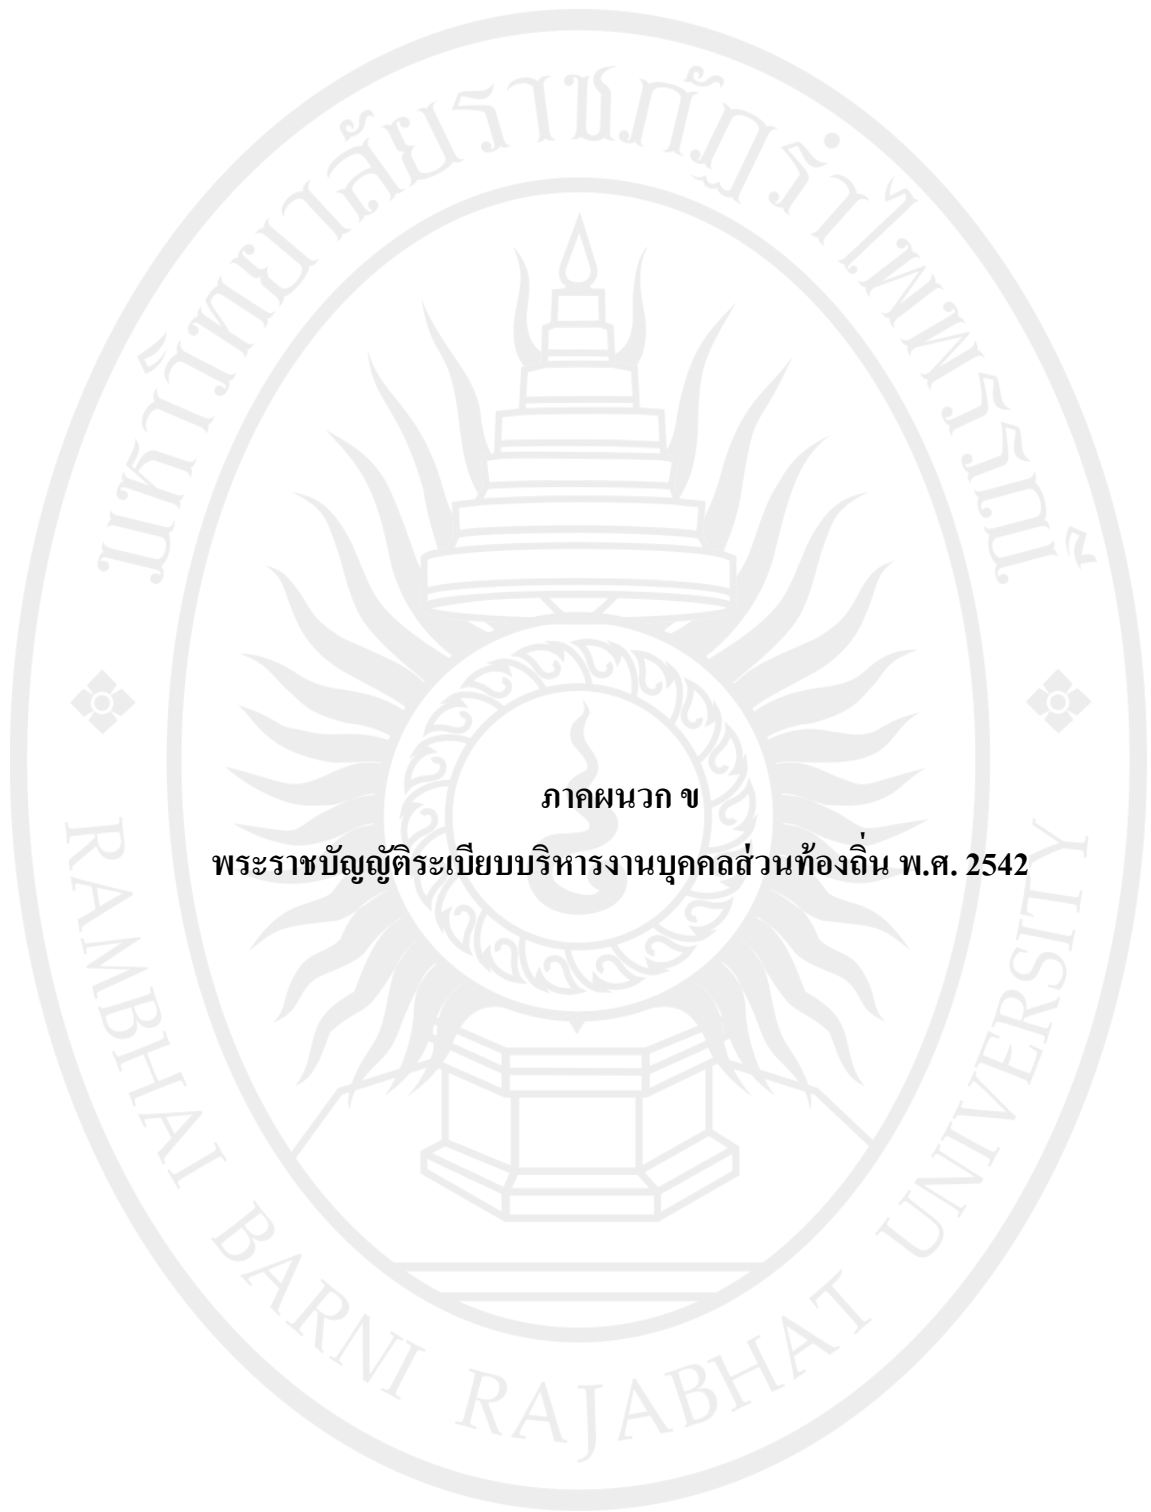 มหาวิทยาลัยราชภัฏรำไพพรรณี
ภาคผนวก ข
พระราชบัญญัติระเบียบบริหารงานบุคคลส่วนท้องถิ่น พ.ศ. 2542
RAMBHAI BARNI RAJABHAT UNIVERSITY